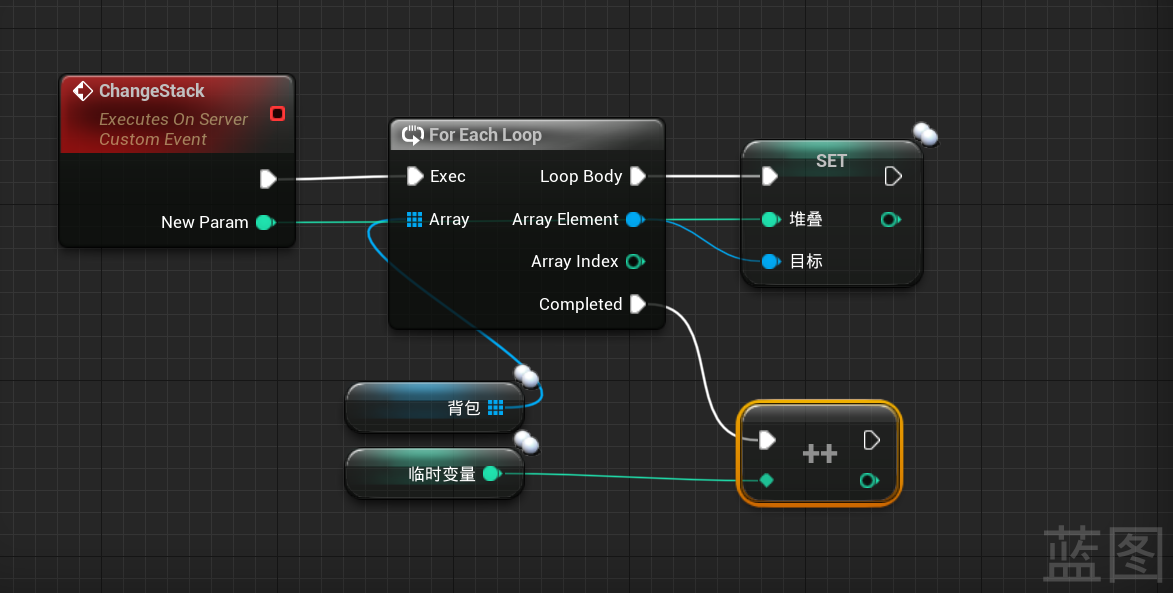 ChangeStack
Executes On Server
Custom Event
New Param
For Each Loop
Exec
Loop Body
Array
Array Element
Array Index
Completed
SET
堆叠
目标
背包
临时变量
++
蓝图